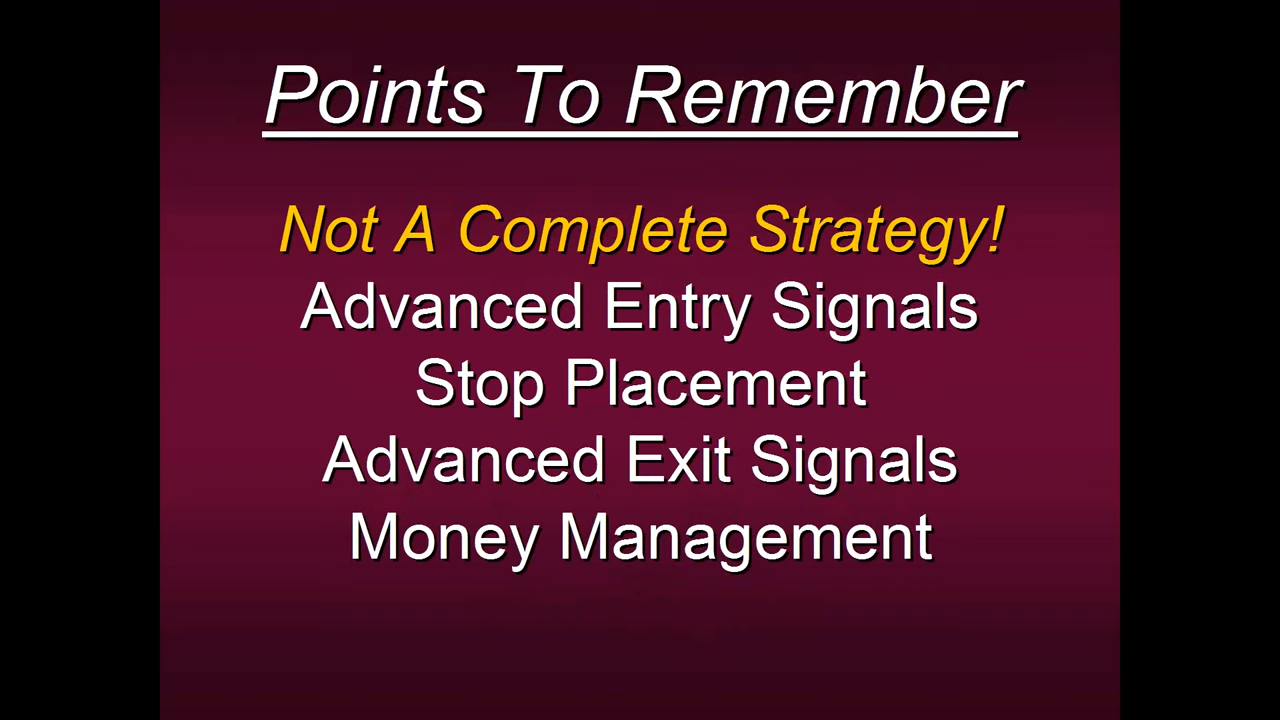 Points To Remember
Not A Complete Strategy!
Advanced Entry Signals
Stop Placement
Advanced Exit Signals
Money Management